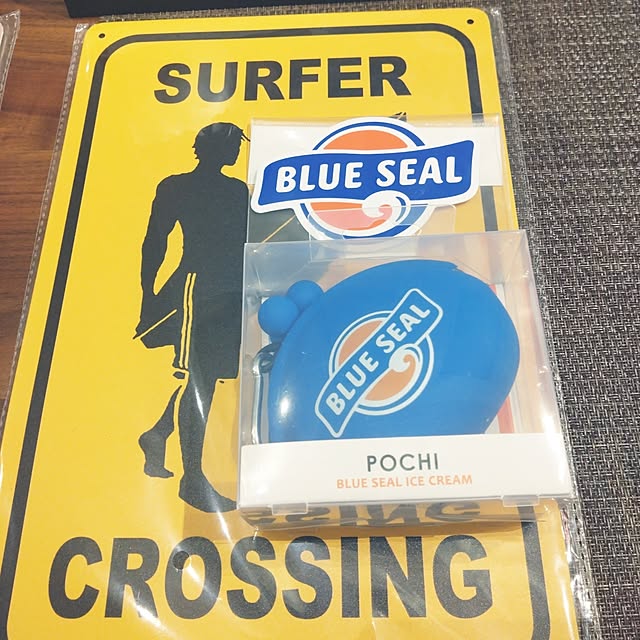 SURFER
BLUE SEAL
BLUE SEAL
POCHI
BLUE SEAL ICE CREAM
CROSSING